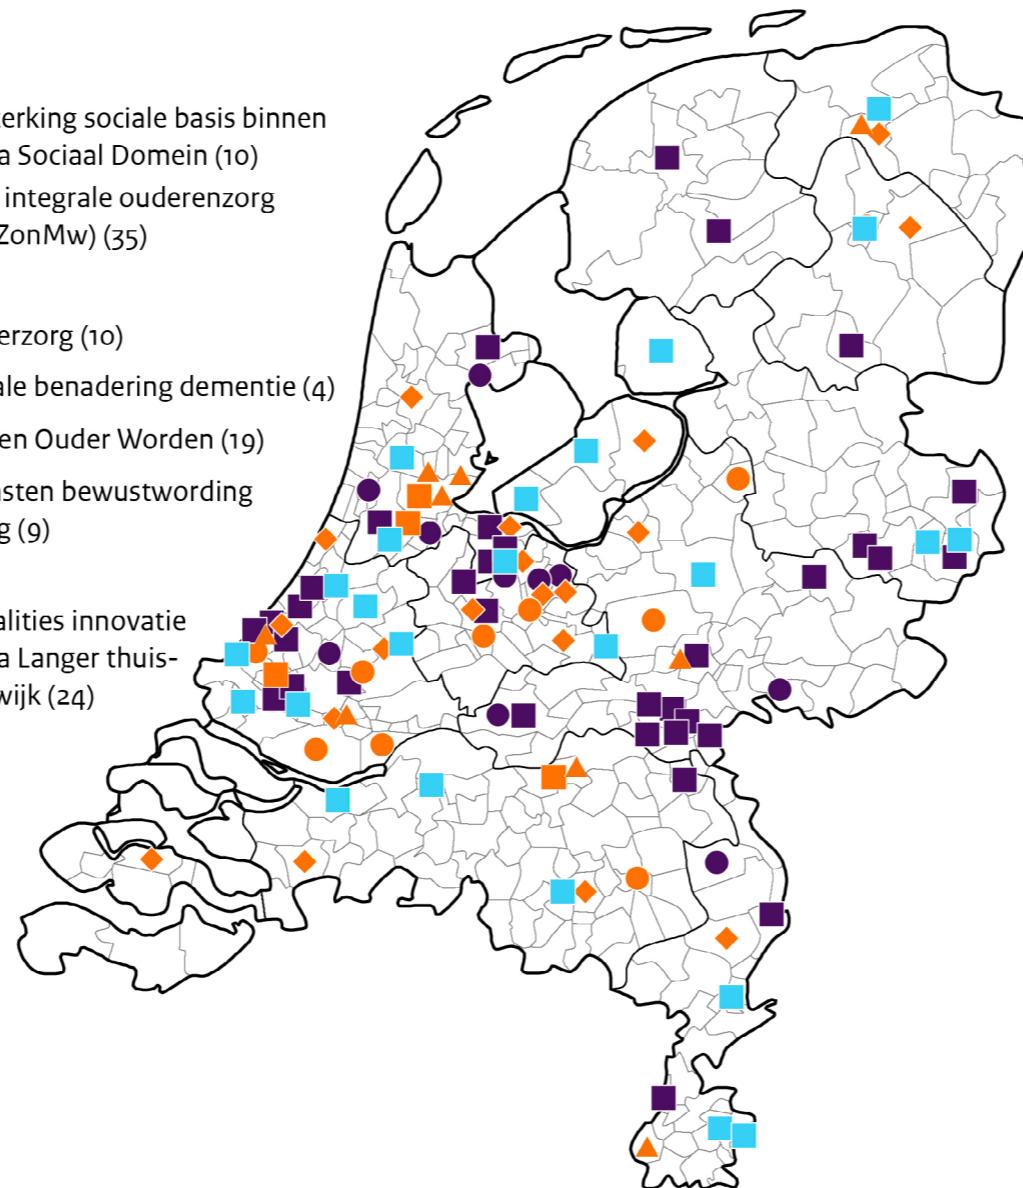 erking sociale basis binnen
a Sociaal Domein (10)
integrale ouderenzorg
ZonMw) (35)
erzorg (10)
ale benadering dementie (4)
en Ouder Worden (19)
sten bewustwording
g (9)
alities innovatie
a Langer thuis-
wijk (24)